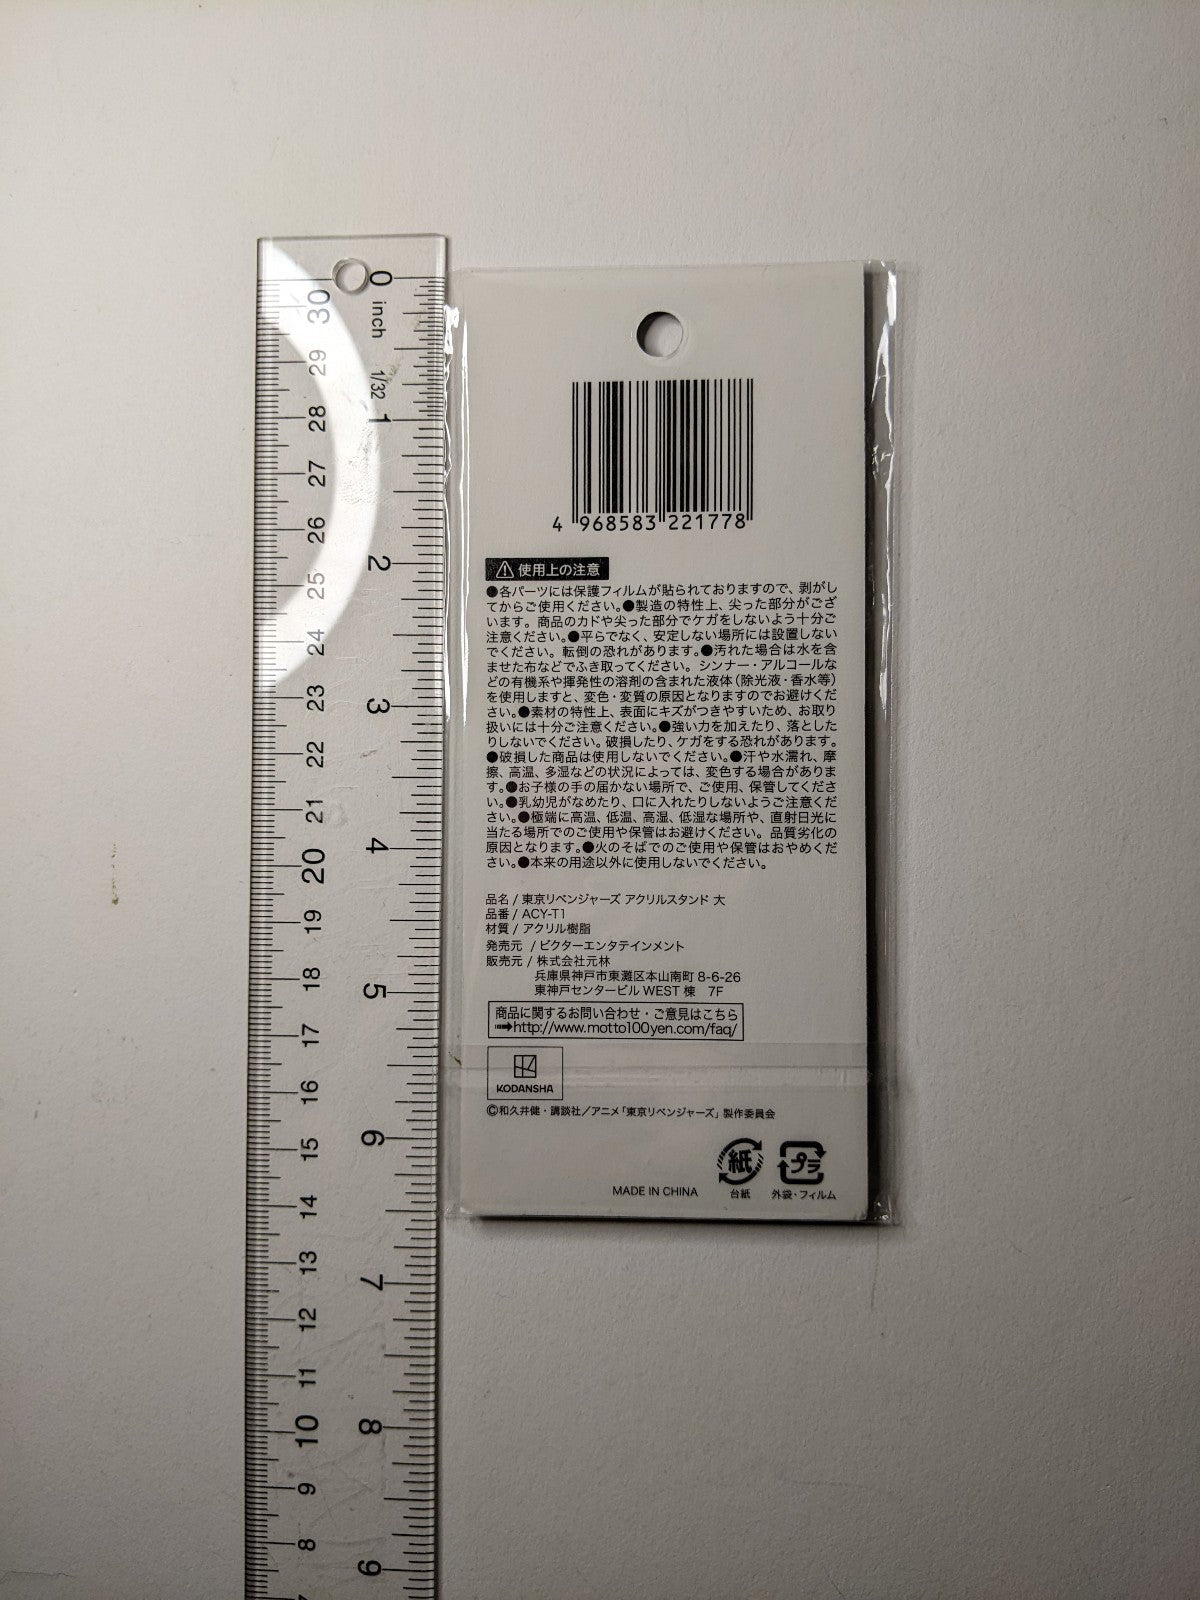 0
inch
1/32
1
2
3
4
5
6
7
8
9
30
29
28
27
26
25
24
23
22
21
20
19
18
17
16
15
14
13
12
11
10
9
8
4 968583 221778
使用上の注意
●各パーツには保護フィルムが貼られておりますので、剥がし
てからご使用ください。●製造の特性上、尖った部分がござ
います。商品のカドや尖った部分でケガをしないよう十分ご
注意ください。●平らでなく、安定しない場所には設置しない
でください。転倒の恐れがあります。●汚れた場合は水を含
ませた布などでふき取ってください。シンナー・アルコールな
どの有機系や揮発性の溶剤の含まれた液体(除光液・香水等)
を使用しますと、変色・変質の原因となりますのでお避けくだ
さい。●素材の特性上、表面にキズがつきやすいため、お取り
扱いには十分ご注意ください。●強い力を加えたり、落とした
りしないでください。破損したり、ケガをする恐れがあります。
●破損した商品は使用しないでください。●汗や水濡れ、摩
擦、高温、多湿などの状況によっては、変色する場合がありま
す。●お子様の手の届かない場所で、ご使用、保管してくださ
い。●乳幼児がなめたり、口に入れたりしないようご注意くだ
さい。●極端に高温、低温、高湿、低湿な場所や、直射日光に
当たる場所でのご使用や保管はお避けください。品質劣化の
原因となります。●火のそばでのご使用や保管はおやめくだ
さい。●本来の用途以外に使用しないでください。
品名 / 東京リベンジャーズ アクリルスタンド 大
品番 / ACY-T1
材質 / アクリル樹脂
発売元 / ビクターエンタテインメント
販売元 / 株式会社元林
兵庫県神戸市東灘区本山南町 8-6-26
東神戸センタービル WEST 棟 7F
商品に関するお問い合わせ・ご意見はこちら
➡http://www.motto100yen.com/faq/
KODANSHA
©和久井健・講談社／アニメ「東京リベンジャーズ」製作委員会
紙 プラ
MADE IN CHINA 台紙 外袋・フィルム